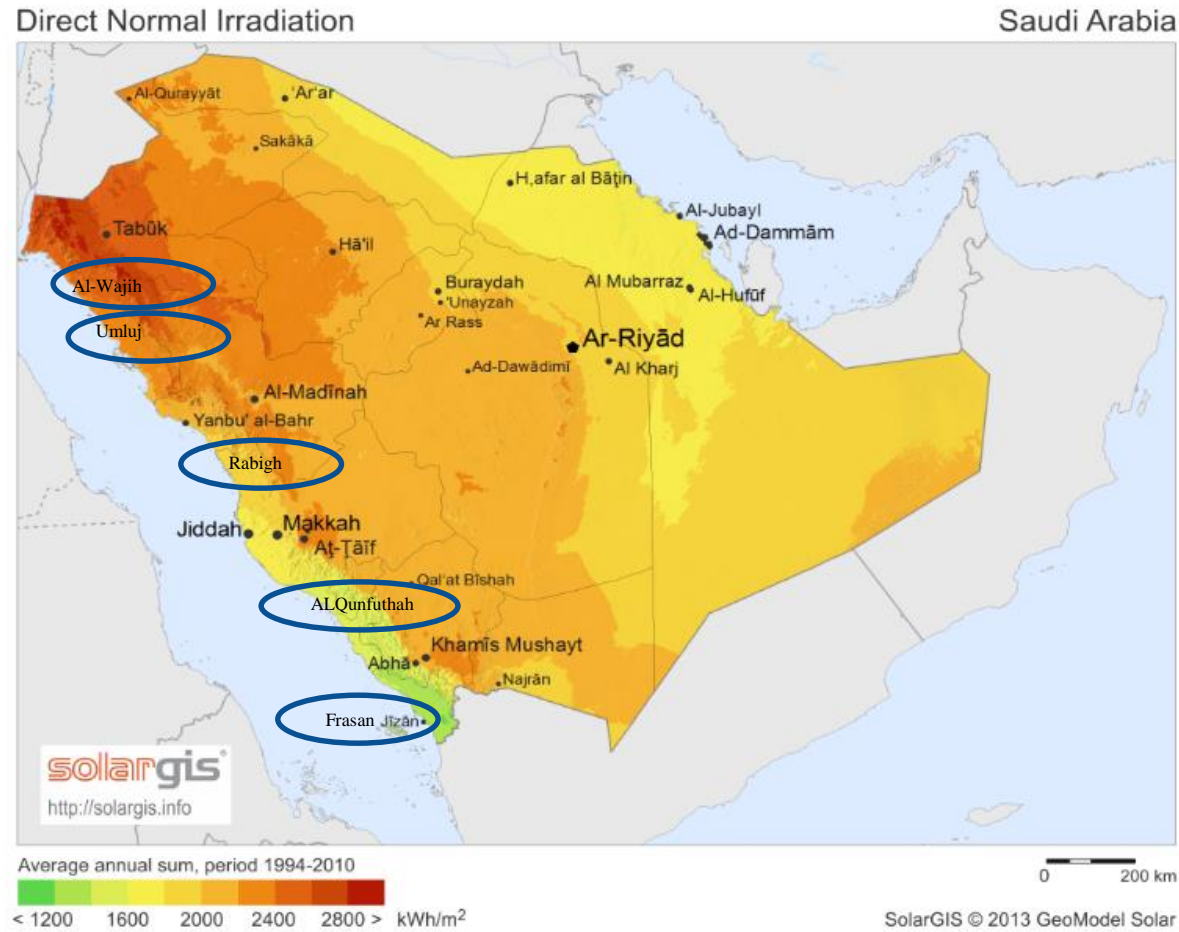 Direct Normal Irradiation
Saudi Arabia
Al-Qurayyāt
'Ar'ar
Sakākā
H,afar al Bāţin
Al-Jubayl
Tabūk
Ad-Dammām
Hā'il
Al-Wajih
Buraydah
Al Mubarraz
Al-Hufūf
'Unayzah
Ar Rass
Umluj
Ar-Riyād
Ad-Dawādimī
Al Kharj
Al-Madīnah
Yanbu' al-Bahr
Rabigh
Jiddah
Makkah
Aţ-Ţāīf
Qal'at Bīshah
ALQunfuthah
Khamīs Mushayt
Abhā
Najrān
Frasan
Jīzān
solargis
http://solargis.info
Average annual sum, period 1994-2010
0 200 km
< 1200 1600 2000 2400 2800 > kWh/m²
SolarGIS © 2013 GeoModel Solar